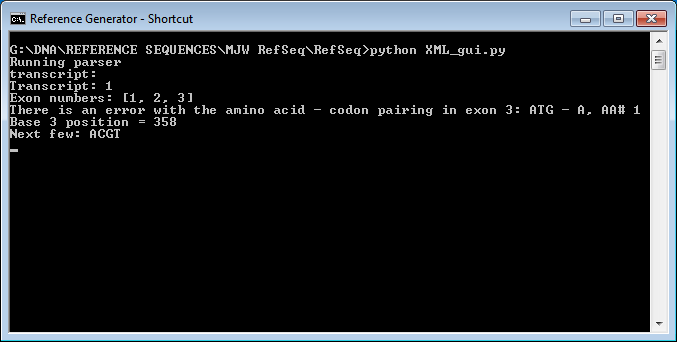 Reference Generator - Shortcut
G:\DNA\REFERENCE SEQUENCES\MJW RefSeq\RefSeq>python XML_gui.py
Running parser
transcript:
Transcript: 1
Exon numbers: [1, 2, 3]
There is an error with the amino acid - codon pairing in exon 3: ATG - A, AA# 1
Base 3 position = 358
Next few: ACGT